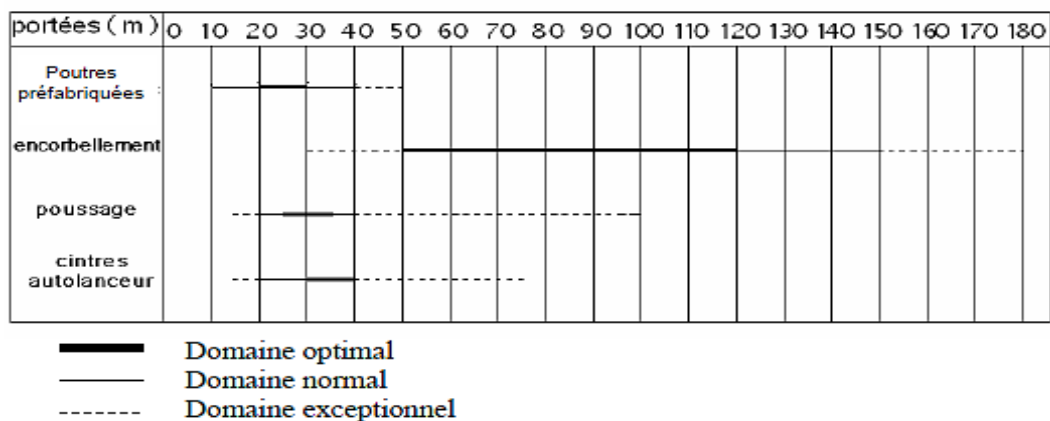 portées ( m ) 0 10 20 30 40 50 60 70 80 90 100 110 120 130 140 150 160 170 180
Poutres
préfabriquées :
encorbellement
poussage
cintres
autolanceur
Domaine optimal
Domaine normal
Domaine exceptionnel